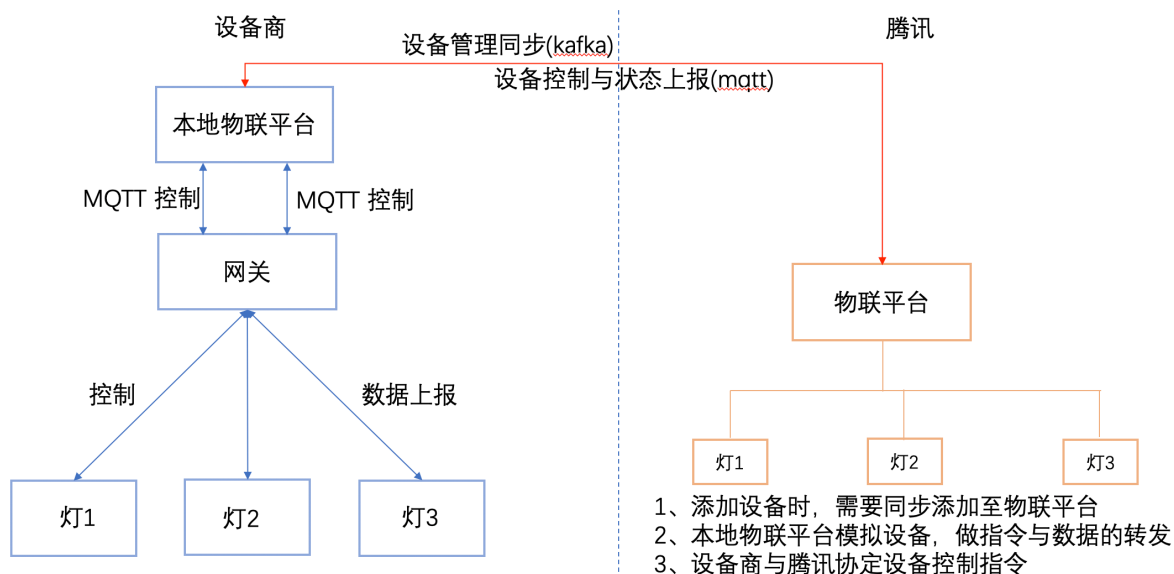 设备商
腾讯
设备管理同步(kafka)
设备控制与状态上报(mqtt)
本地物联平台
MQTT 控制
MQTT 控制
网关
物联平台
控制
数据上报
灯1
灯2
灯3
灯1
灯2
灯3
1、添加设备时，需要同步添加至物联平台
2、本地物联平台模拟设备，做指令与数据的转发
3、设备商与腾讯协定设备控制指令